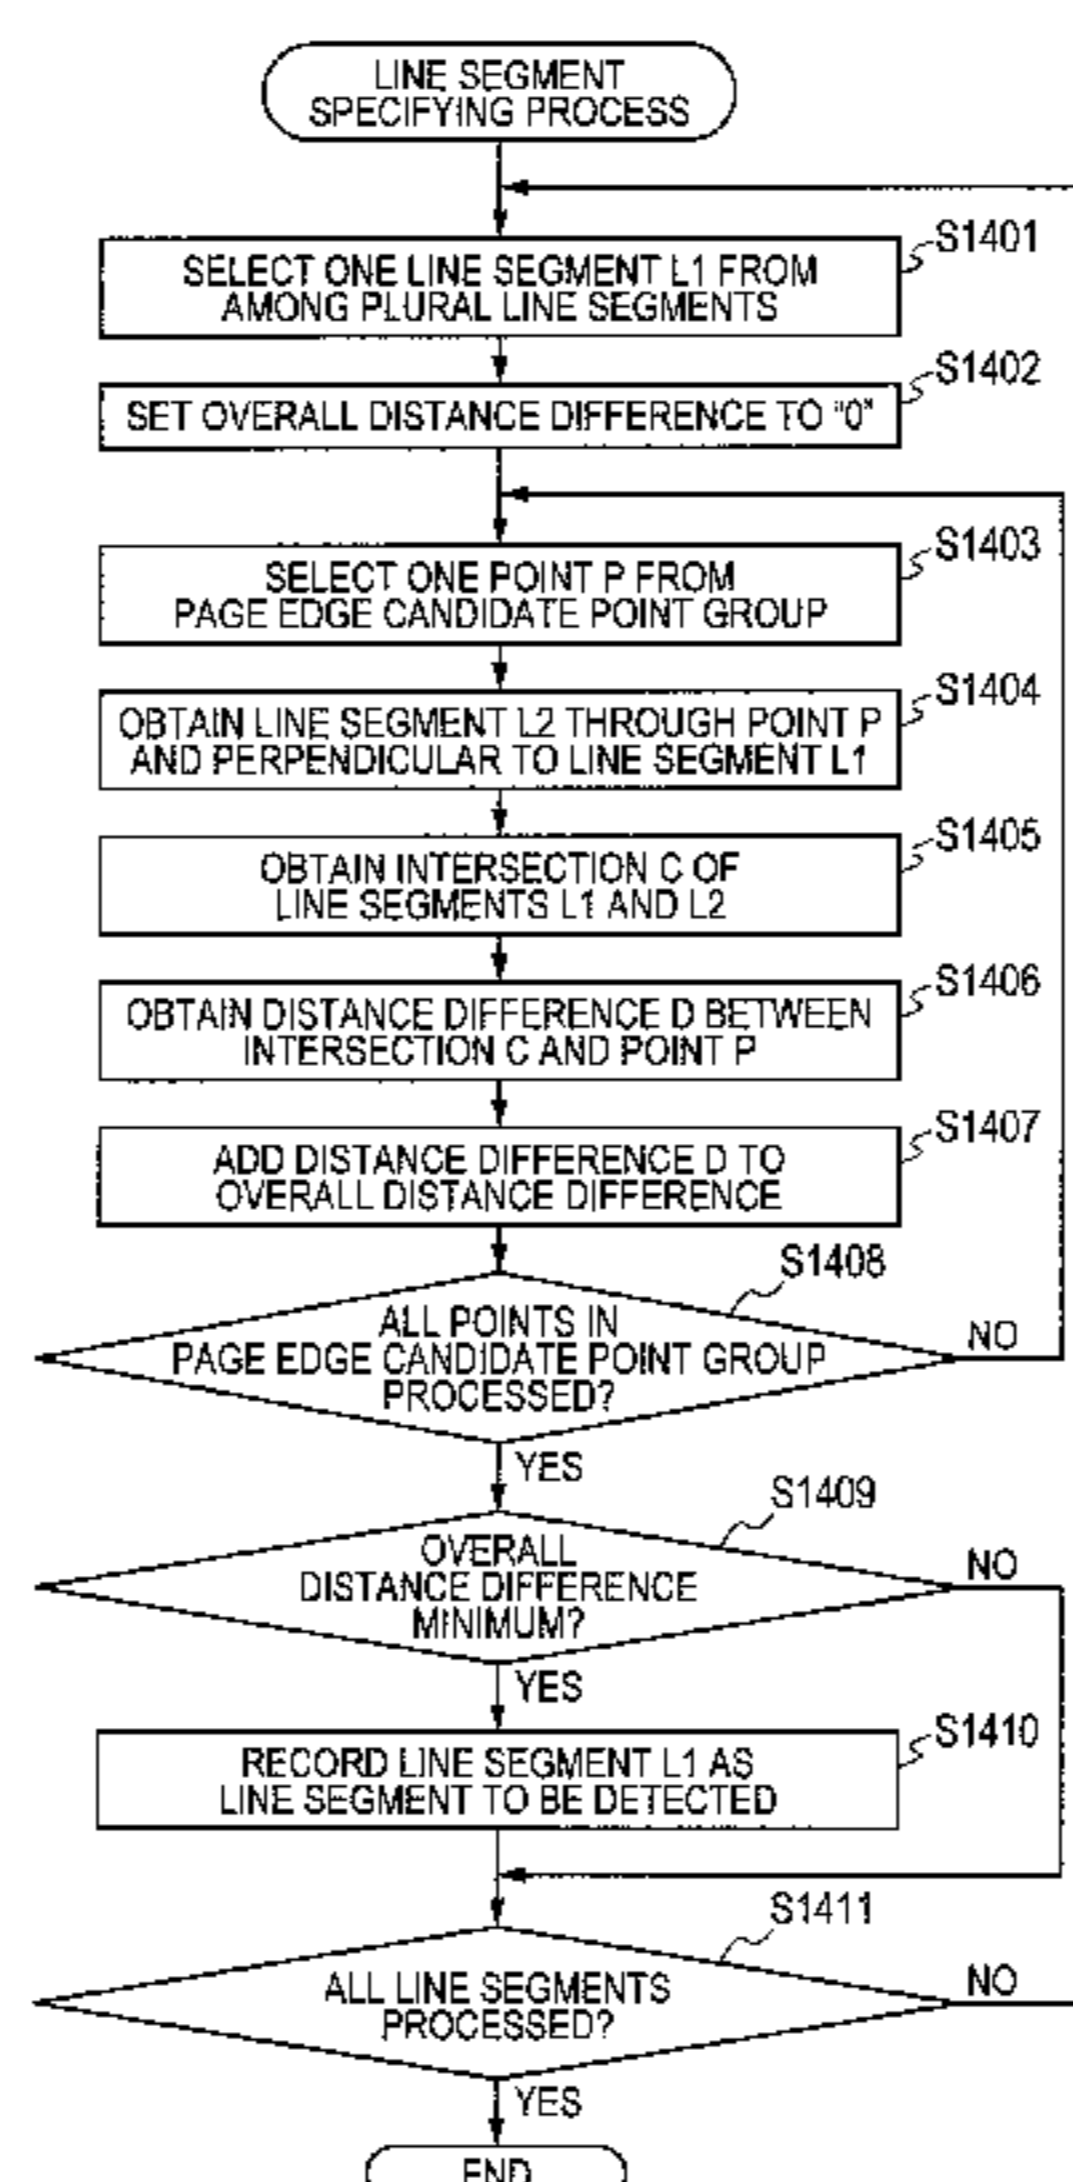 LINE SEGMENT
SPECIFYING PROCESS
S1401
SELECT ONE LINE SEGMENT L1 FROM
AMONG PLURAL LINE SEGMENTS
S1402
SET OVERALL DISTANCE DIFFERENCE TO "0"
S1403
SELECT ONE POINT P FROM
PAGE EDGE CANDIDATE POINT GROUP
S1404
OBTAIN LINE SEGMENT L2 THROUGH POINT P
AND PERPENDICULAR TO LINE SEGMENT L1
S1405
OBTAIN INTERSECTION C OF
LINE SEGMENTS L1 AND L2
S1406
OBTAIN DISTANCE DIFFERENCE D BETWEEN
INTERSECTION C AND POINT P
S1407
ADD DISTANCE DIFFERENCE D TO
OVERALL DISTANCE DIFFERENCE
S1408
ALL POINTS IN
PAGE EDGE CANDIDATE POINT GROUP
PROCESSED?
NO
YES
S1409
OVERALL
DISTANCE DIFFERENCE
MINIMUM?
NO
YES
S1410
RECORD LINE SEGMENT L1 AS
LINE SEGMENT TO BE DETECTED
S1411
ALL LINE SEGMENTS
PROCESSED?
NO
YES
END